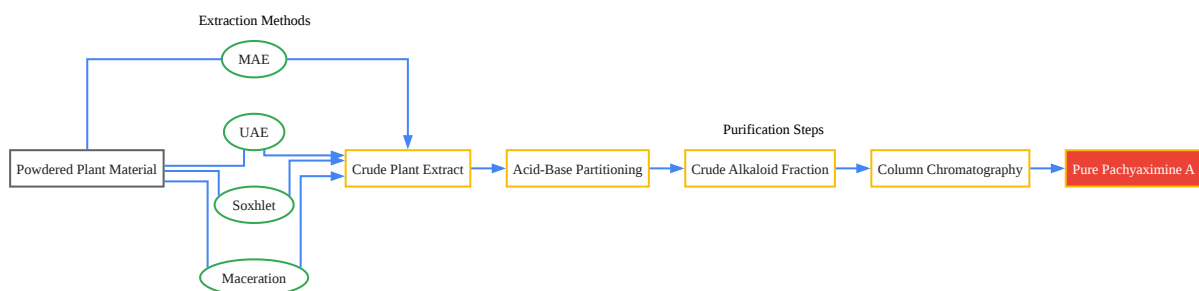 Extraction Methods
MAE
UAE
Purification Steps
Powdered Plant Material
Crude Plant Extract
Acid-Base Partitioning
Crude Alkaloid Fraction
Column Chromatography
Pure Pachyaximine A
Soxhlet
Maceration